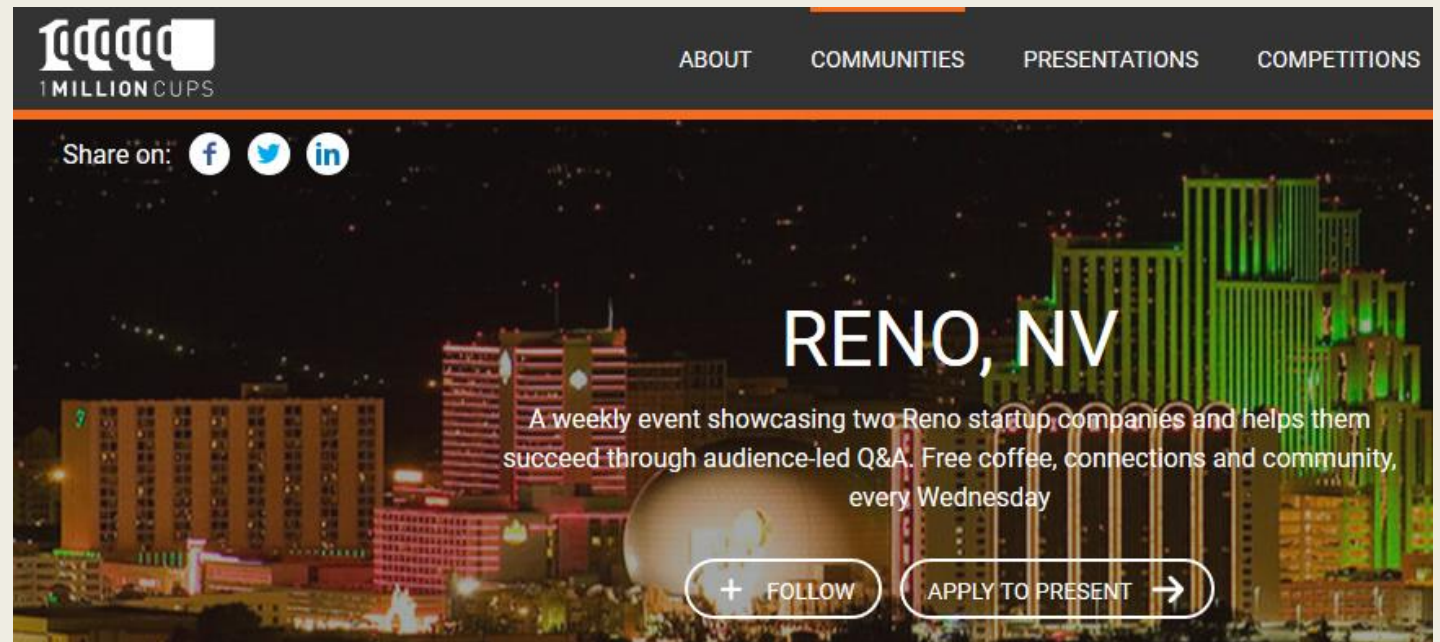 1MILLIONCUPS
ABOUT COMMUNITIES PRESENTATIONS COMPETITIONS
Share on: f in
RENO, NV
A weekly event showcasing two Reno startup companies and helps them
succeed through audience-led Q&A. Free coffee, connections and community,
every Wednesday
+ FOLLOW APPLY TO PRESENT →